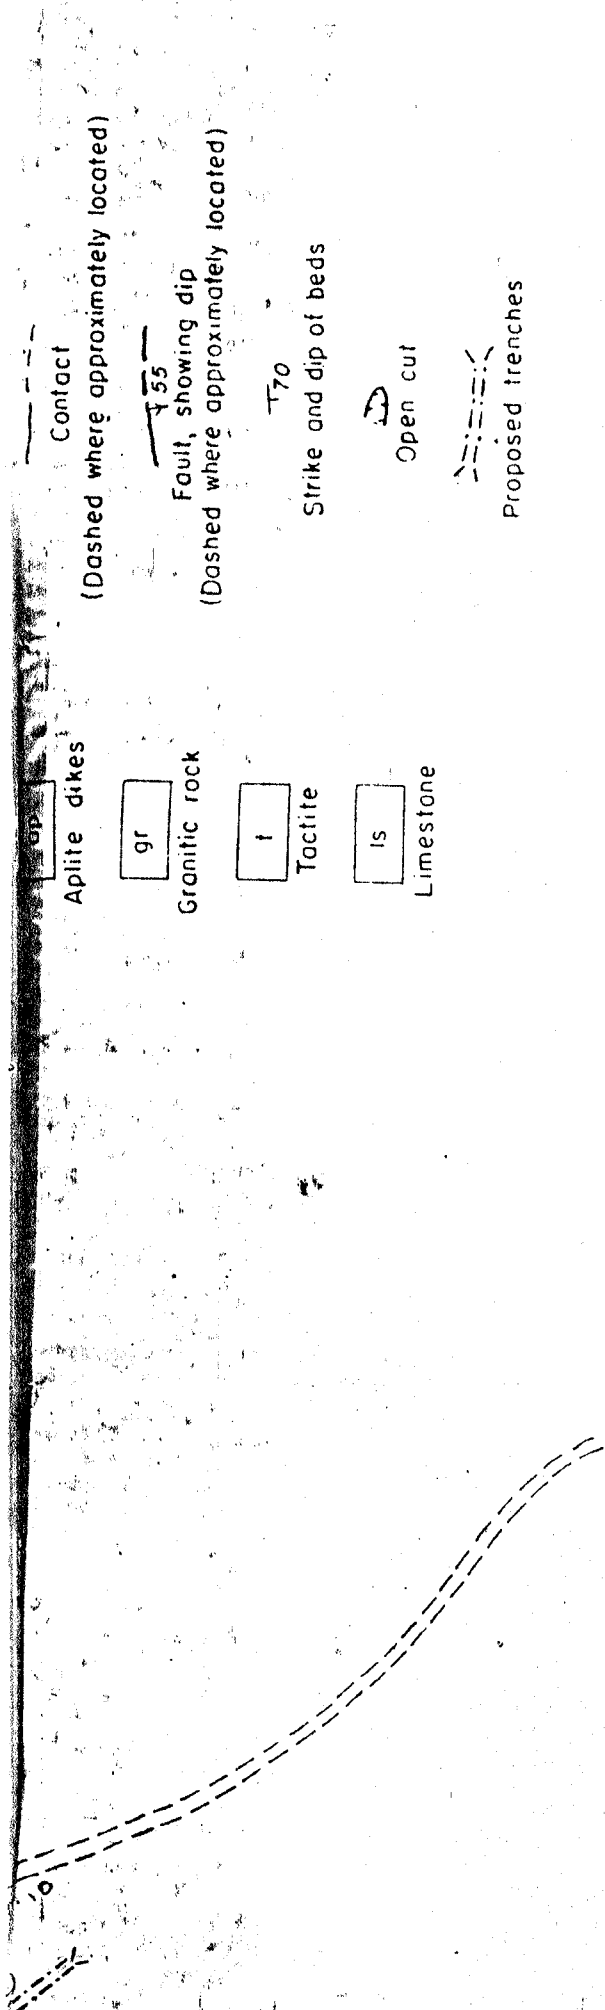 ap
Aplite dikes
gr
Granitic rock
t
Tactite
ls
Limestone
Contact
(Dashed where approximately located)
55
Fault, showing dip
(Dashed where approximately located)
70
Strike and dip of beds
Open cut
Proposed trenches